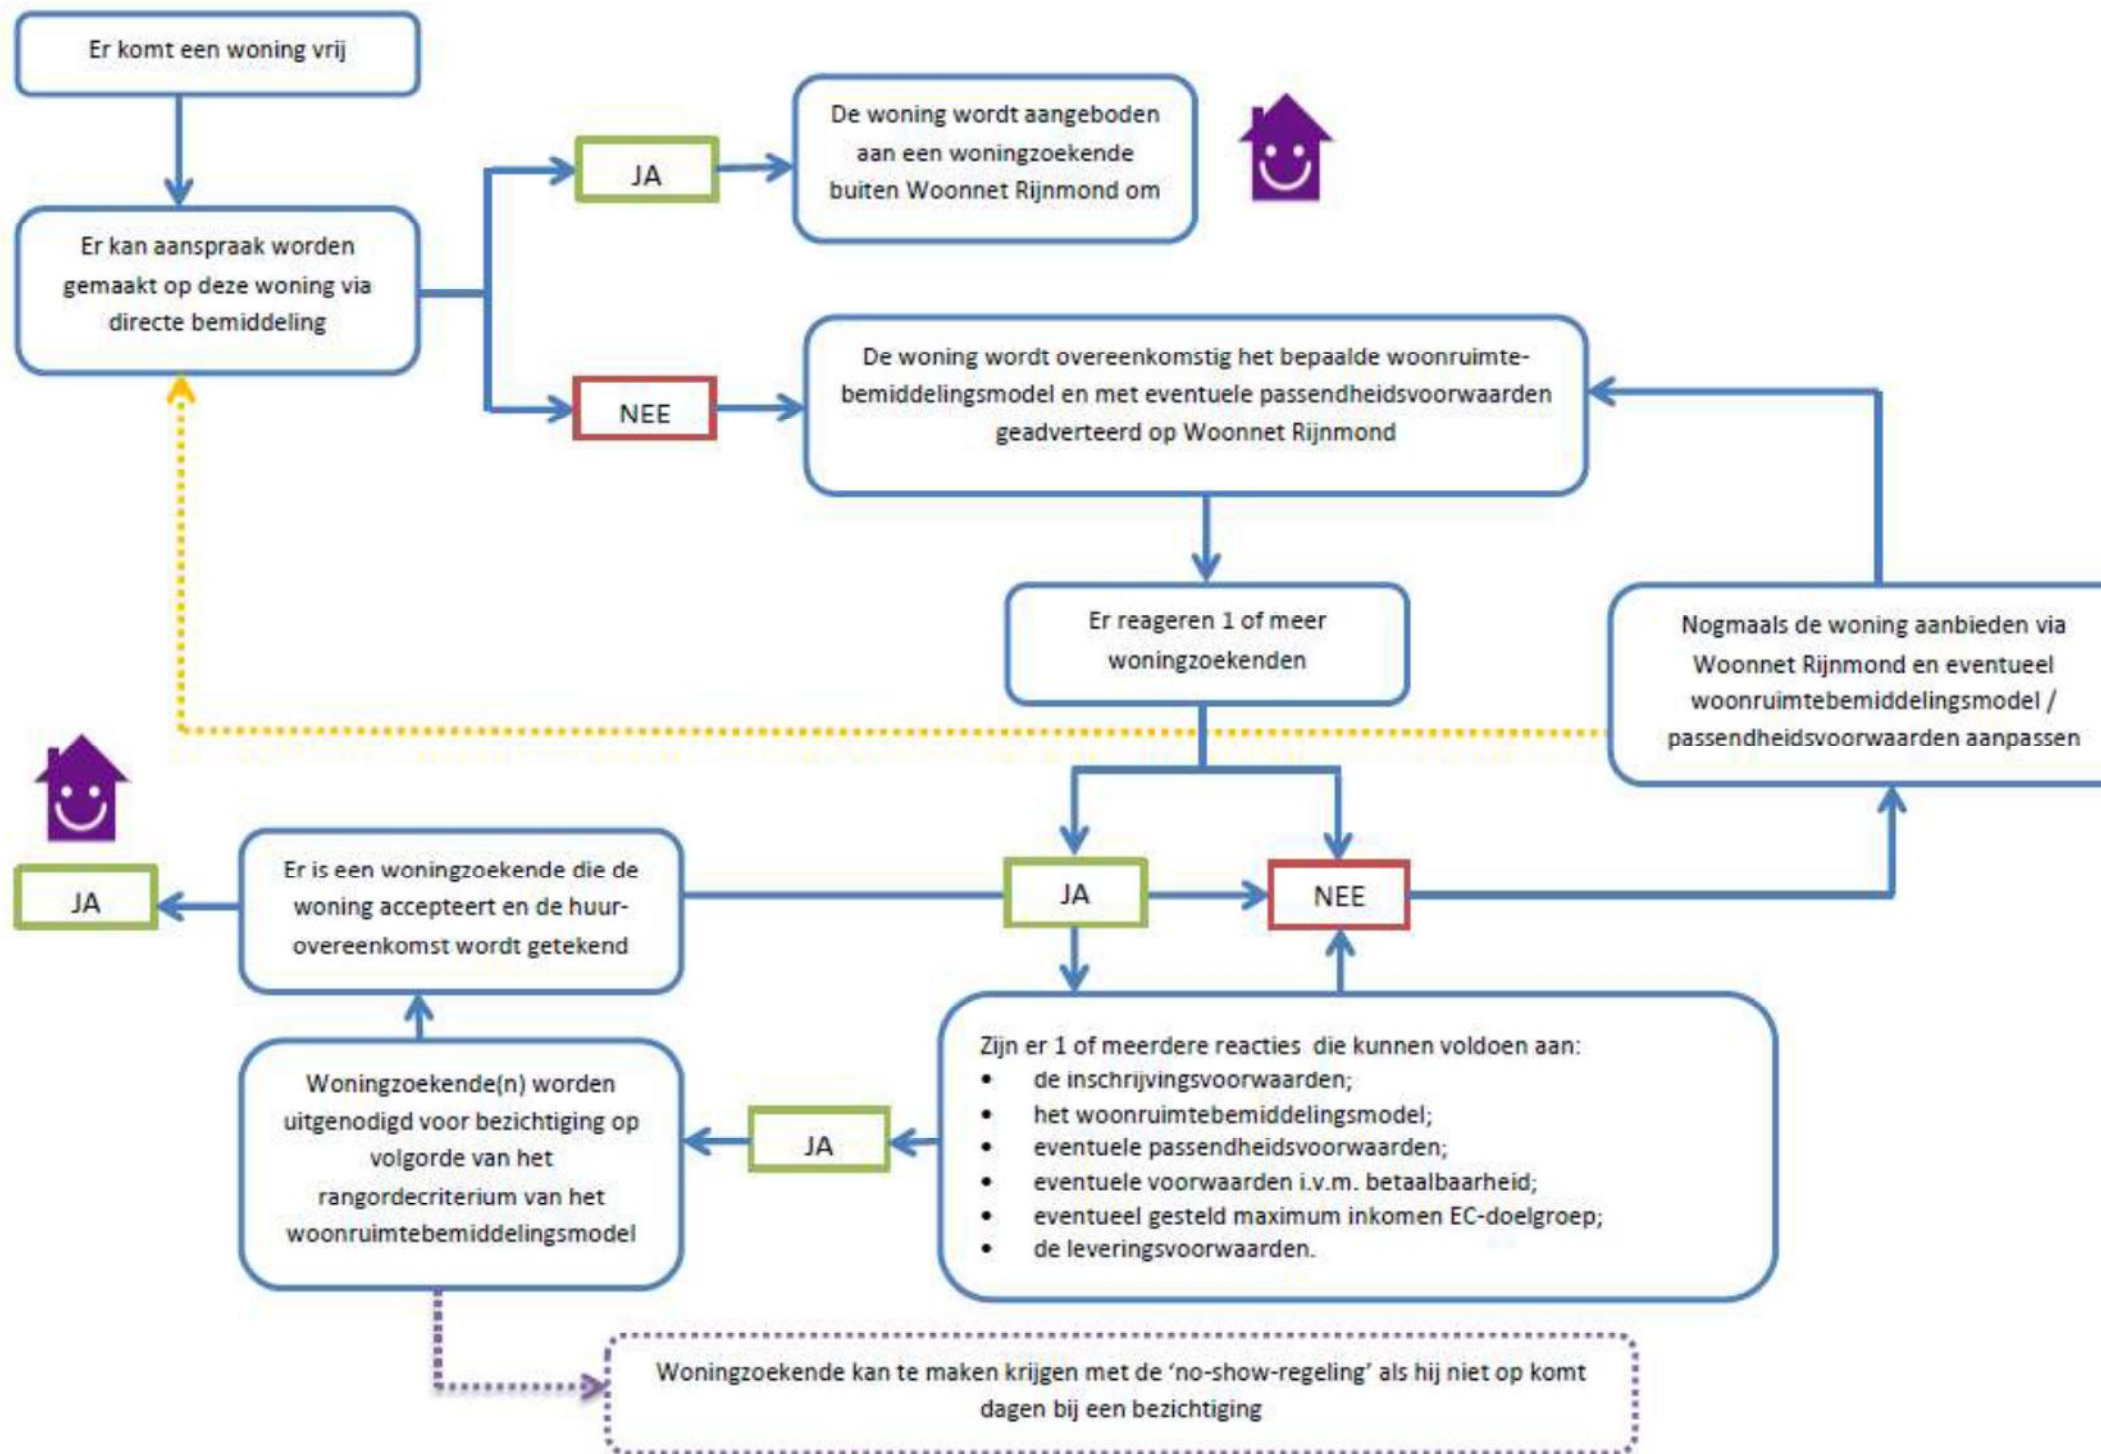 Er komt een woning vrij
Er kan aanspraak worden
gemaakt op deze woning via
directe bemiddeling
JA
De woning wordt aangeboden
aan een woningzoekende
buiten Woonnet Rijnmond om
NEE
De woning wordt overeenkomstig het bepaalde woonruimte-
bemiddelingsmodel en met eventuele passendheidsvoorwaarden
geadverteerd op Woonnet Rijnmond
Er reageren 1 of meer
woningzoekenden
Nogmaals de woning aanbieden via
Woonnet Rijnmond en eventueel
woonruimtebemiddelingsmodel /
passendheidsvoorwaarden aanpassen
JA
Er is een woningzoekende die de
woning accepteert en de huur-
overeenkomst wordt getekend
JA
NEE
Woningzoekende(n) worden
uitgenodigd voor bezichtiging op
volgorde van het
rangordecriterium van het
woonruimtebemiddelingsmodel
JA
Zijn er 1 of meerdere reacties die kunnen voldoen aan:
• de inschrijvingsvoorwaarden;
• het woonruimtebemiddelingsmodel;
• eventuele passendheidsvoorwaarden;
• eventuele voorwaarden i.v.m. betaalbaarheid;
• eventueel gesteld maximum inkomen EC-doelgroep;
• de leveringsvoorwaarden.
Woningzoekende kan te maken krijgen met de ‘no-show-regeling’ als hij niet op komt
dagen bij een bezichtiging